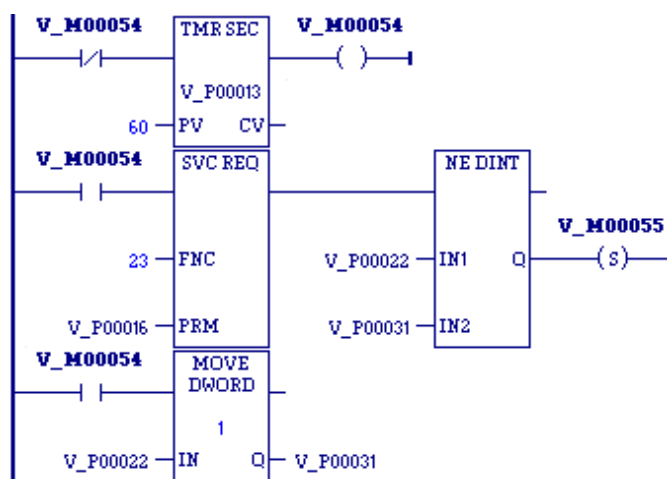 V_M00054 TMR SEC V_M00054
V_P00013
60 PV CV
V_M00054 SVC REQ NE DINT
V_M00055
23 FNC V_P00022 IN1 Q (S)
V_P00016 PRM V_P00031 IN2
V_M00054 MOVE
DWORD
1
V_P00022 IN Q V_P00031